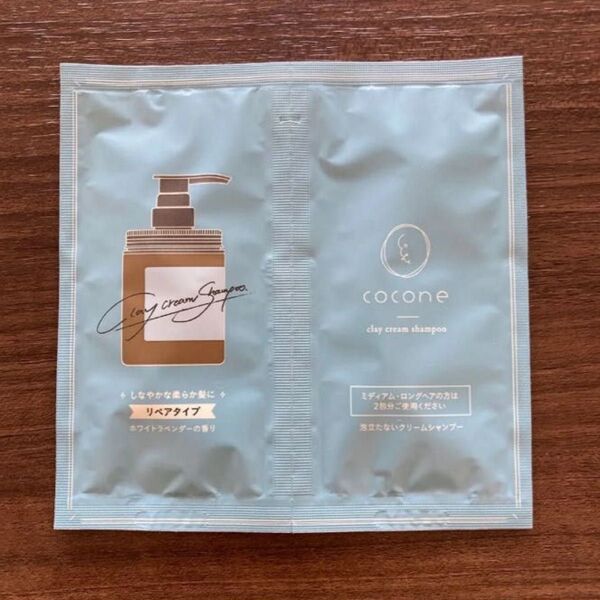 Clay cream Shampoo.
しなやかな柔らか髪に
リペアタイプ
ホワイトラベンダーの香り
cocone
clay cream shampoo
ミディアム・ロングヘアの方は
2包分ご使用ください
泡立たないクリームシャンプー